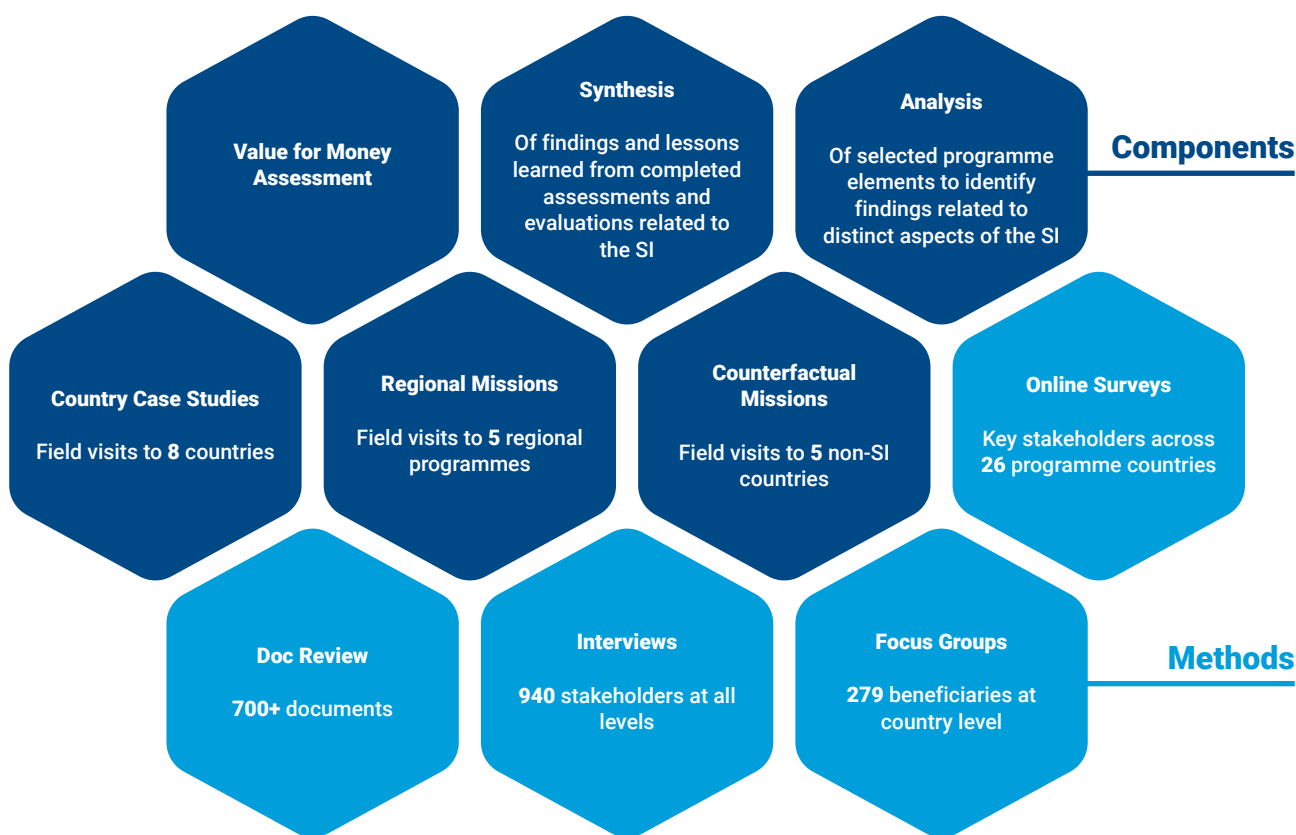 Value for Money
Assessment
Synthesis
Of findings and lessons
learned from completed
assessments and
evaluations related to
the SI
Analysis
Of selected programme
elements to identify
findings related to
distinct aspects of the SI
Components
Country Case Studies
Field visits to 8 countries
Regional Missions
Field visits to 5 regional
programmes
Counterfactual
Missions
Field visits to 5 non-SI
countries
Online Surveys
Key stakeholders across
26 programme countries
Doc Review
700+ documents
Interviews
940 stakeholders at all
levels
Focus Groups
279 beneficiaries at
country level
Methods